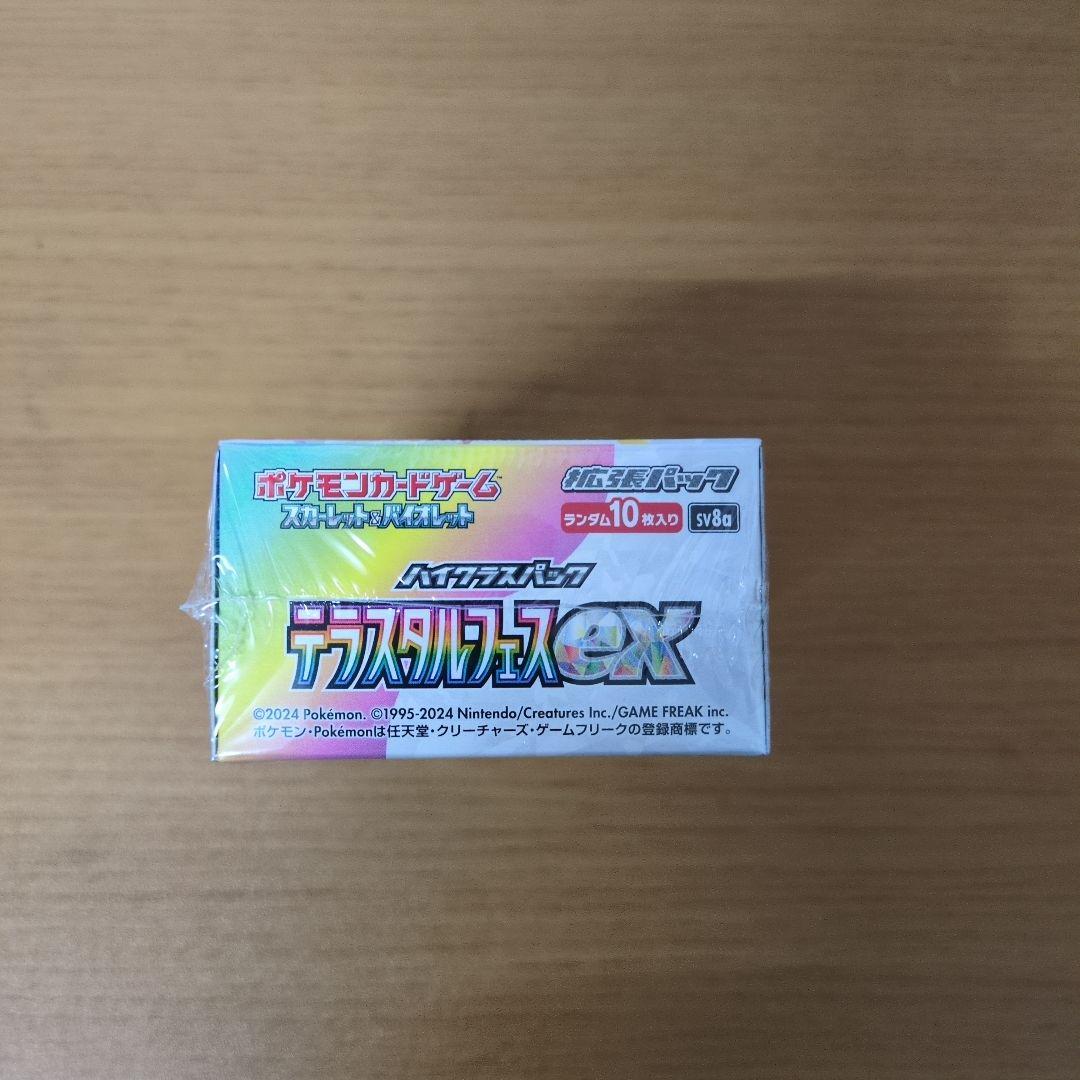 ポケモンカードゲーム™
スカーレット&バイオレット
拡張パック
ランダム10枚入り SV8a
ハイクラスパック
テラスタルフェスex
©2024 Pokémon. ©1995-2024 Nintendo/Creatures Inc./GAME FREAK inc.
ポケモン・Pokémonは任天堂・クリーチャーズ・ゲームフリークの登録商標です。